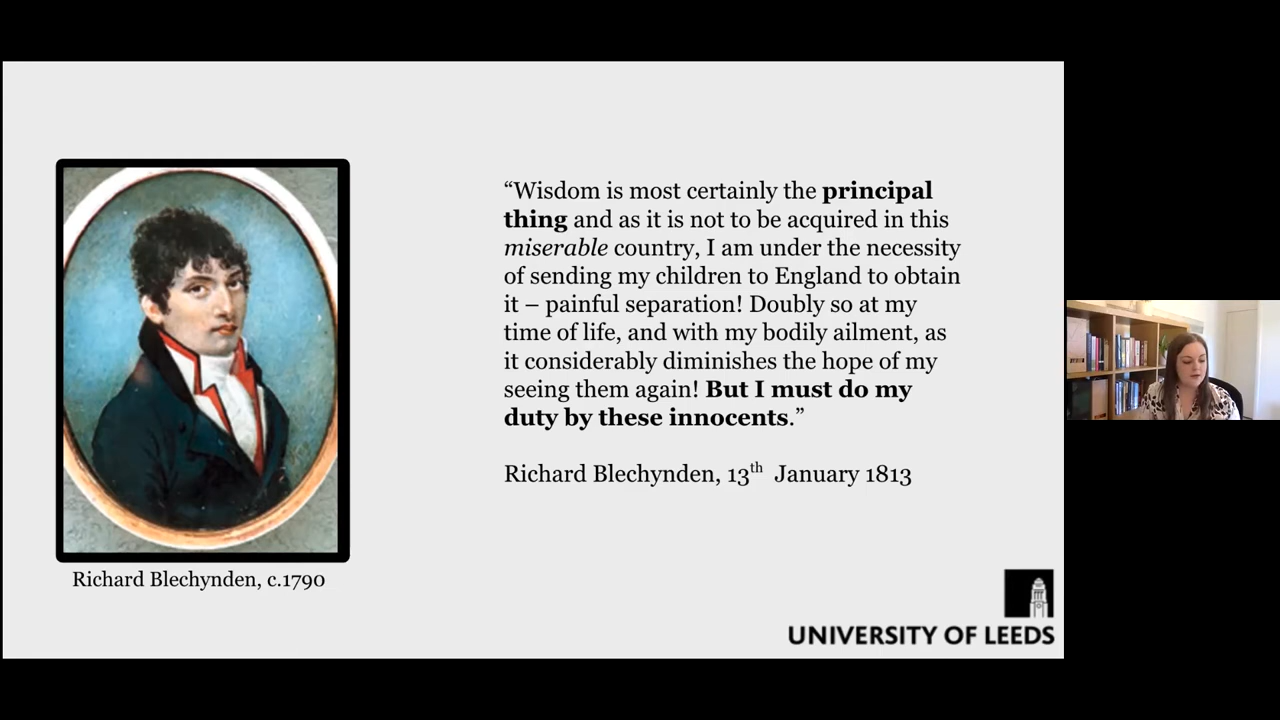 “Wisdom is most certainly the principal
thing and as it is not to be acquired in this
miserable country, I am under the necessity
of sending my children to England to obtain
it – painful separation! Doubly so at my
time of life, and with my bodily ailment, as
it considerably diminishes the hope of my
seeing them again! But I must do my
duty by these innocents.”
Richard Blechynden, 13th January 1813
Richard Blechynden, c.1790
UNIVERSITY OF LEEDS